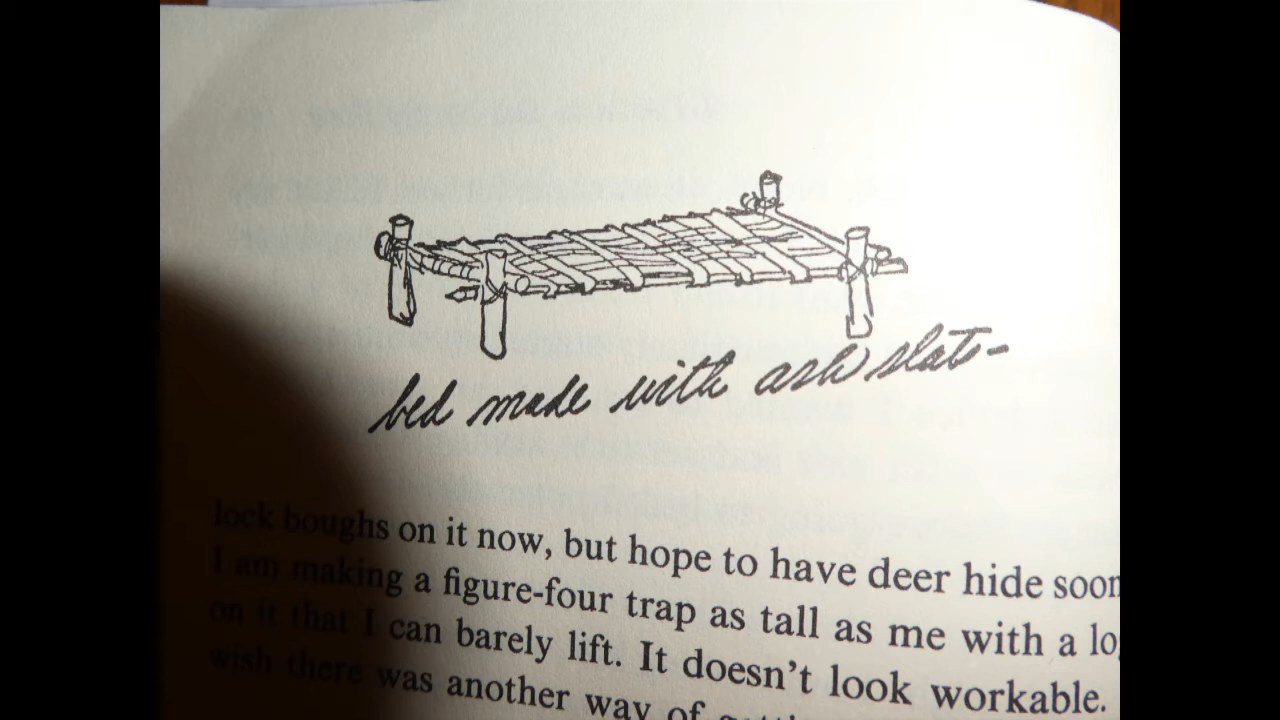 bed made with ash slats-
lock boughs on it now, but hope to have deer hide soon
I am making a figure-four trap as tall as me with a
on it that I can barely lift. It doesn't look workable.
wish there was another way of